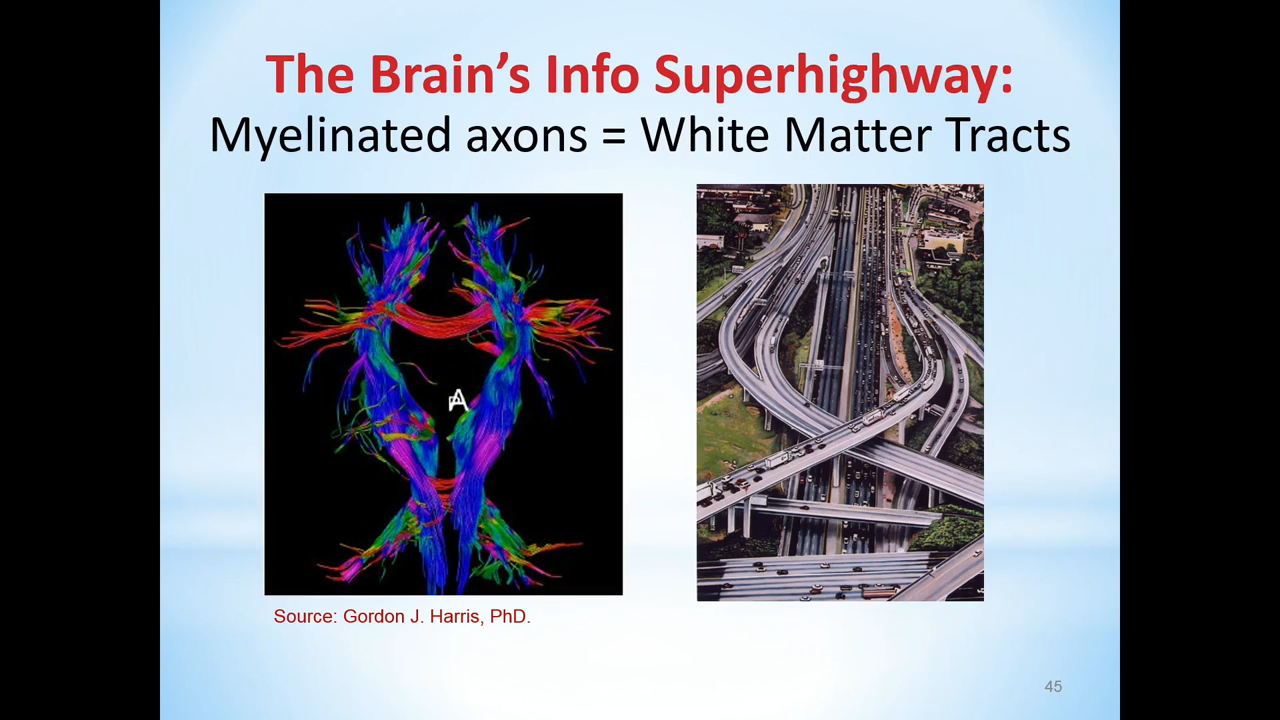 The Brain's Info Superhighway:
Myelinated axons = White Matter Tracts
A
Source: Gordon J. Harris, PhD.
45